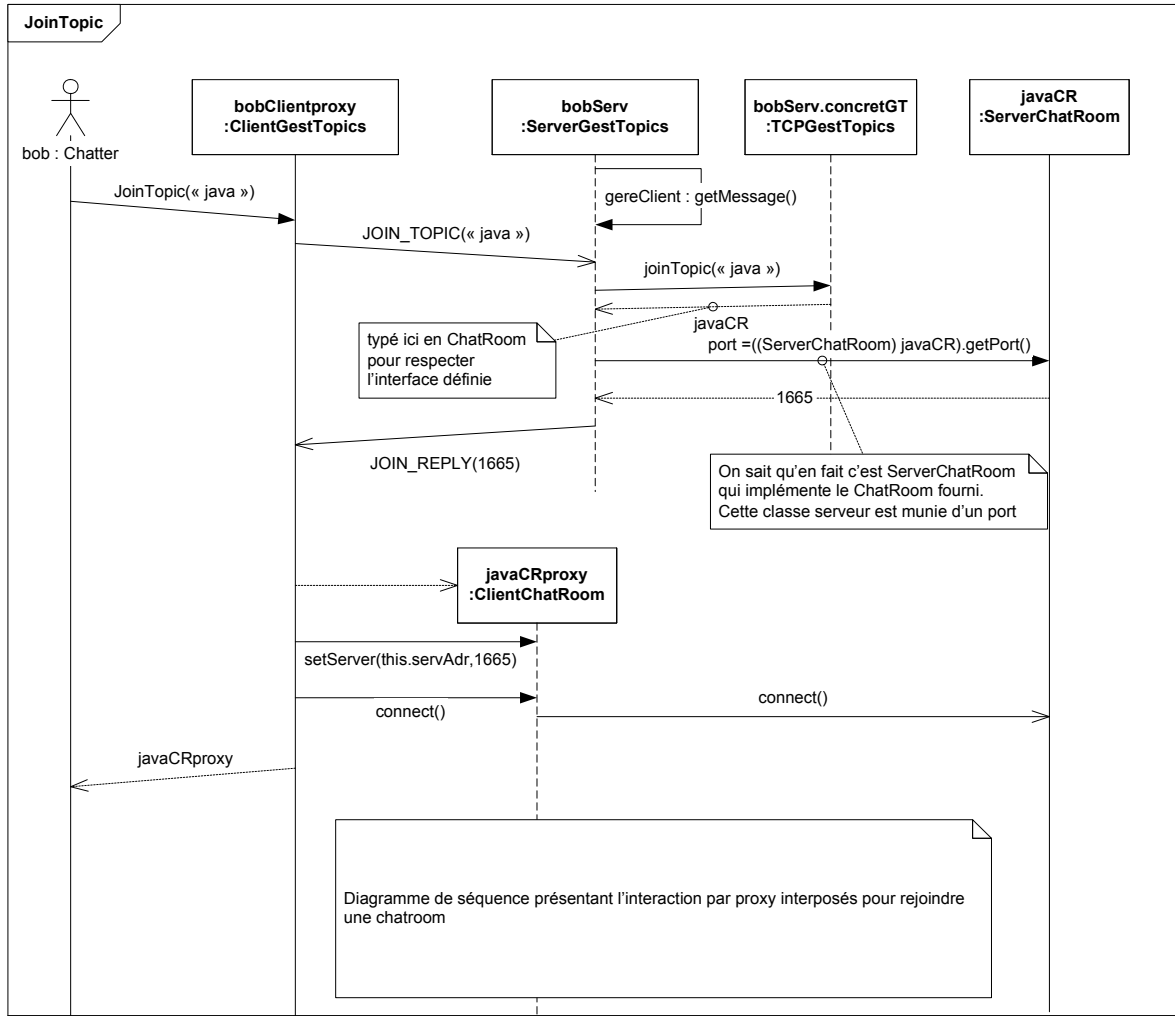 JoinTopic
bob : Chatter
bobClientproxy
:ClientGestTopics
bobServ
:ServerGestTopics
bobServ.concretGT
:TCPGestTopics
javaCR
:ServerChatRoom
JoinTopic(« java »)
gereClient : getMessage()
JOIN_TOPIC(« java »)
joinTopic(« java »)
javaCR
typé ici en ChatRoom
pour respecter
l’interface définie
port =((ServerChatRoom) javaCR).getPort()
1665
JOIN_REPLY(1665)
On sait qu’en fait c’est ServerChatRoom
qui implémente le ChatRoom fourni.
Cette classe serveur est munie d’un port
javaCRproxy
:ClientChatRoom
setServer(this.servAdr,1665)
connect()
connect()
javaCRproxy
Diagramme de séquence présentant l’interaction par proxy interposés pour rejoindre
une chatroom